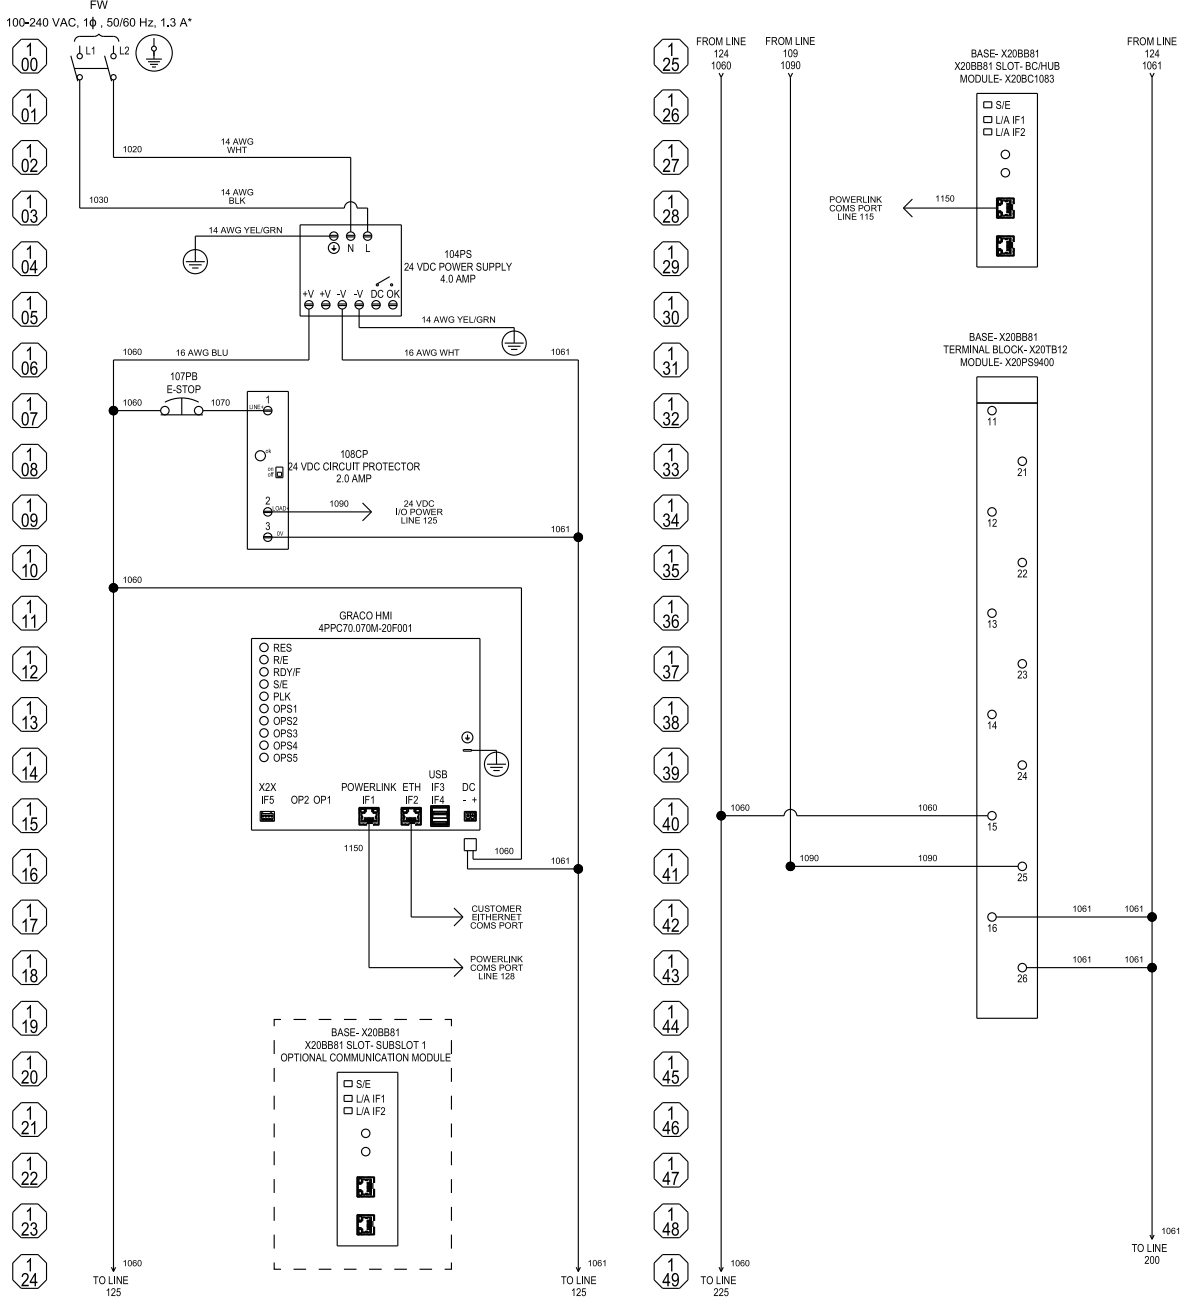 FW
100-240 VAC, 1ϕ , 50/60 Hz, 1.3 A*
L1 L2
1 00
1 01
1 02
1 03
1 04
1 05
1 06
1 07
1 08
1 09
1 10
1 11
1 12
1 13
1 14
1 15
1 16
1 17
1 18
1 19
1 20
1 21
1 22
1 23
1 24
1020
14 AWG
WHT
1030
14 AWG
BLK
14 AWG YEL/GRN
N L
104PS
24 VDC POWER SUPPLY
4.0 AMP
+V +V -V -V DC OK
14 AWG YEL/GRN
1060
16 AWG BLU
16 AWG WHT
1061
107PB
E-STOP
1060
1070
1
LINE+
ok
on
off
108CP
24 VDC CIRCUIT PROTECTOR
2.0 AMP
2
LOAD+
1090
24 VDC
I/O POWER
LINE 125
3
0V
1061
1060
GRACO HMI
4PPC70.070M-20F001
RES
R/E
RDY/F
S/E
PLK
OPS1
OPS2
OPS3
OPS4
OPS5
X2X
IF5
OP2 OP1
POWERLINK
IF1
ETH
IF2
USB
IF3
IF4
DC
- +
1150
1060
1061
CUSTOMER
EITHERNET
COMS PORT
POWERLINK
COMS PORT
LINE 128
BASE- X20BB81
X20BB81 SLOT- SUBSLOT 1
OPTIONAL COMMUNICATION MODULE
S/E
L/A IF1
L/A IF2
1060
TO LINE
125
1061
TO LINE
125
1 25
1 26
1 27
1 28
1 29
1 30
1 31
1 32
1 33
1 34
1 35
1 36
1 37
1 38
1 39
1 40
1 41
1 42
1 43
1 44
1 45
1 46
1 47
1 48
1 49
FROM LINE
124
1060
FROM LINE
109
1090
FROM LINE
124
1061
BASE- X20BB81
X20BB81 SLOT- BC/HUB
MODULE- X20BC1083
S/E
L/A IF1
L/A IF2
POWERLINK
COMS PORT
LINE 115
1150
BASE- X20BB81
TERMINAL BLOCK- X20TB12
MODULE- X20PS9400
11
21
12
22
13
23
14
24
1060
1060
15
1090
1090
25
16
1061
1061
26
1061
1061
1060
TO LINE
225
1061
TO LINE
200